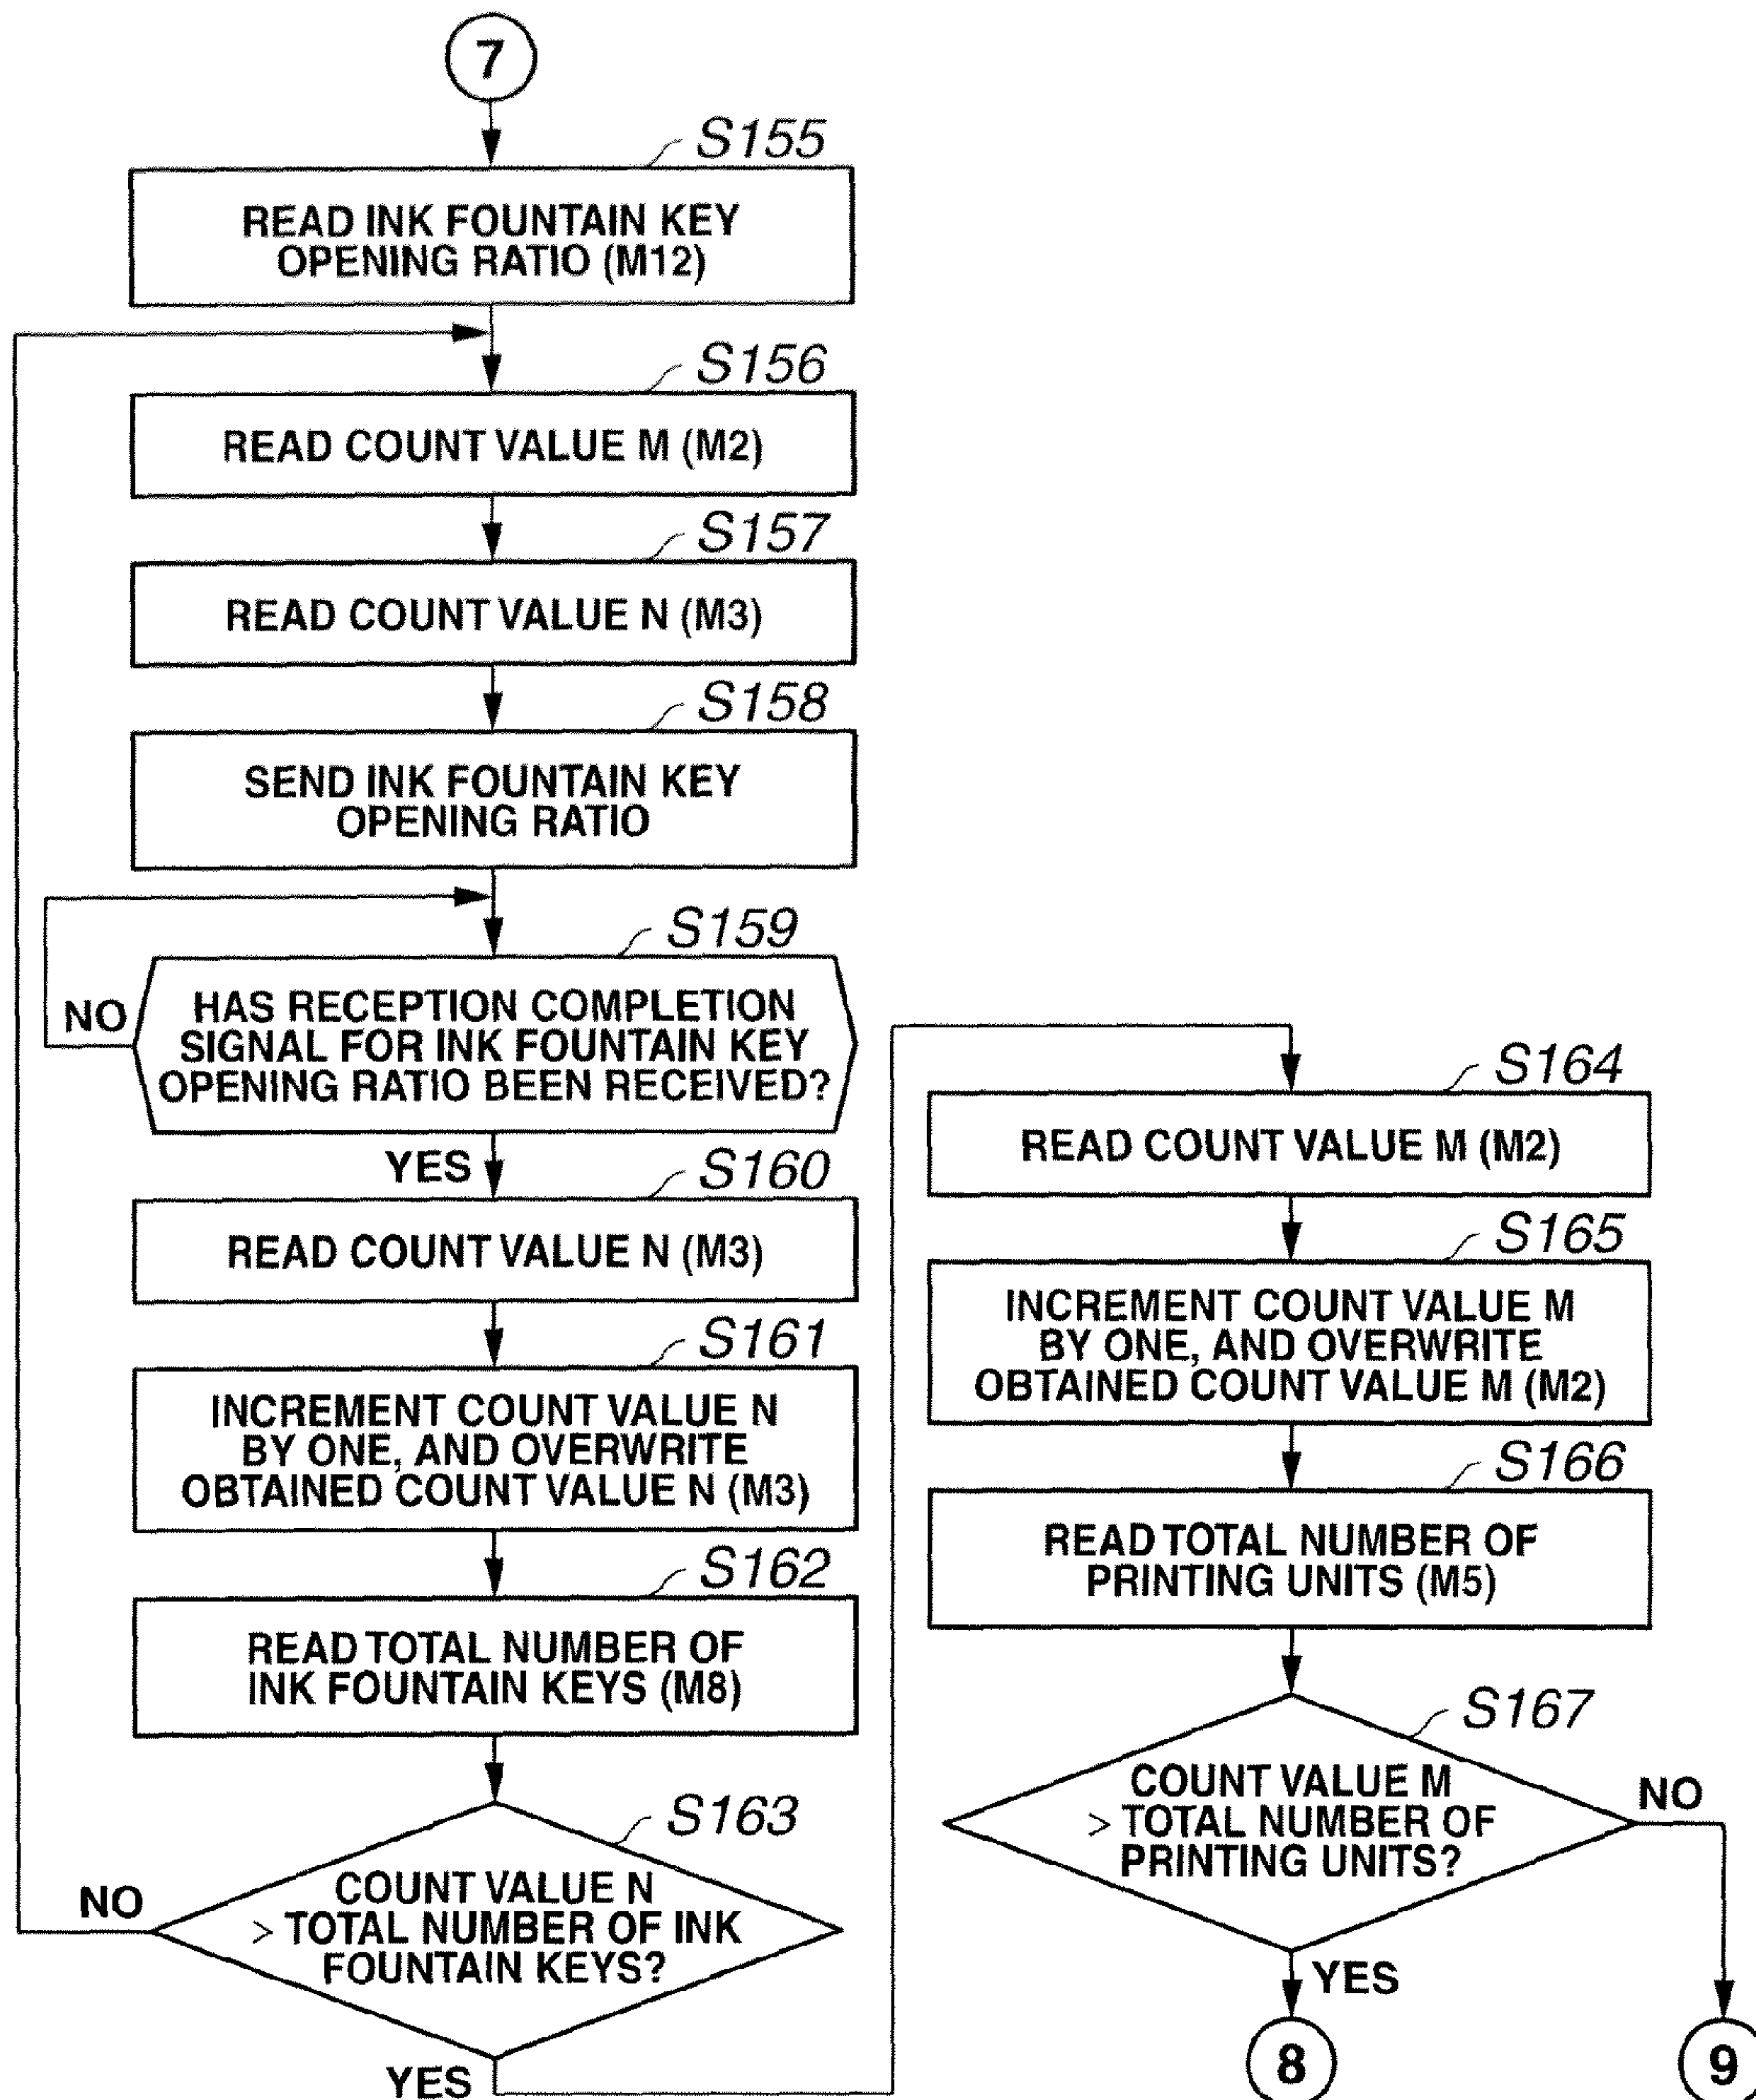 7
S155
READ INK FOUNTAIN KEY
OPENING RATIO (M12)
S156
READ COUNT VALUE M (M2)
S157
READ COUNT VALUE N (M3)
S158
SEND INK FOUNTAIN KEY
OPENING RATIO
S159
HAS RECEPTION COMPLETION
SIGNAL FOR INK FOUNTAIN KEY
OPENING RATIO BEEN RECEIVED?
NO
YES
S160
READ COUNT VALUE N (M3)
S161
INCREMENT COUNT VALUE N
BY ONE, AND OVERWRITE
OBTAINED COUNT VALUE N (M3)
S162
READ TOTAL NUMBER OF
INK FOUNTAIN KEYS (M8)
S163
COUNT VALUE N
> TOTAL NUMBER OF INK
FOUNTAIN KEYS?
NO
YES
S164
READ COUNT VALUE M (M2)
S165
INCREMENT COUNT VALUE M
BY ONE, AND OVERWRITE
OBTAINED COUNT VALUE M (M2)
S166
READ TOTAL NUMBER OF
PRINTING UNITS (M5)
S167
COUNT VALUE M
> TOTAL NUMBER OF
PRINTING UNITS?
NO
YES
8
9